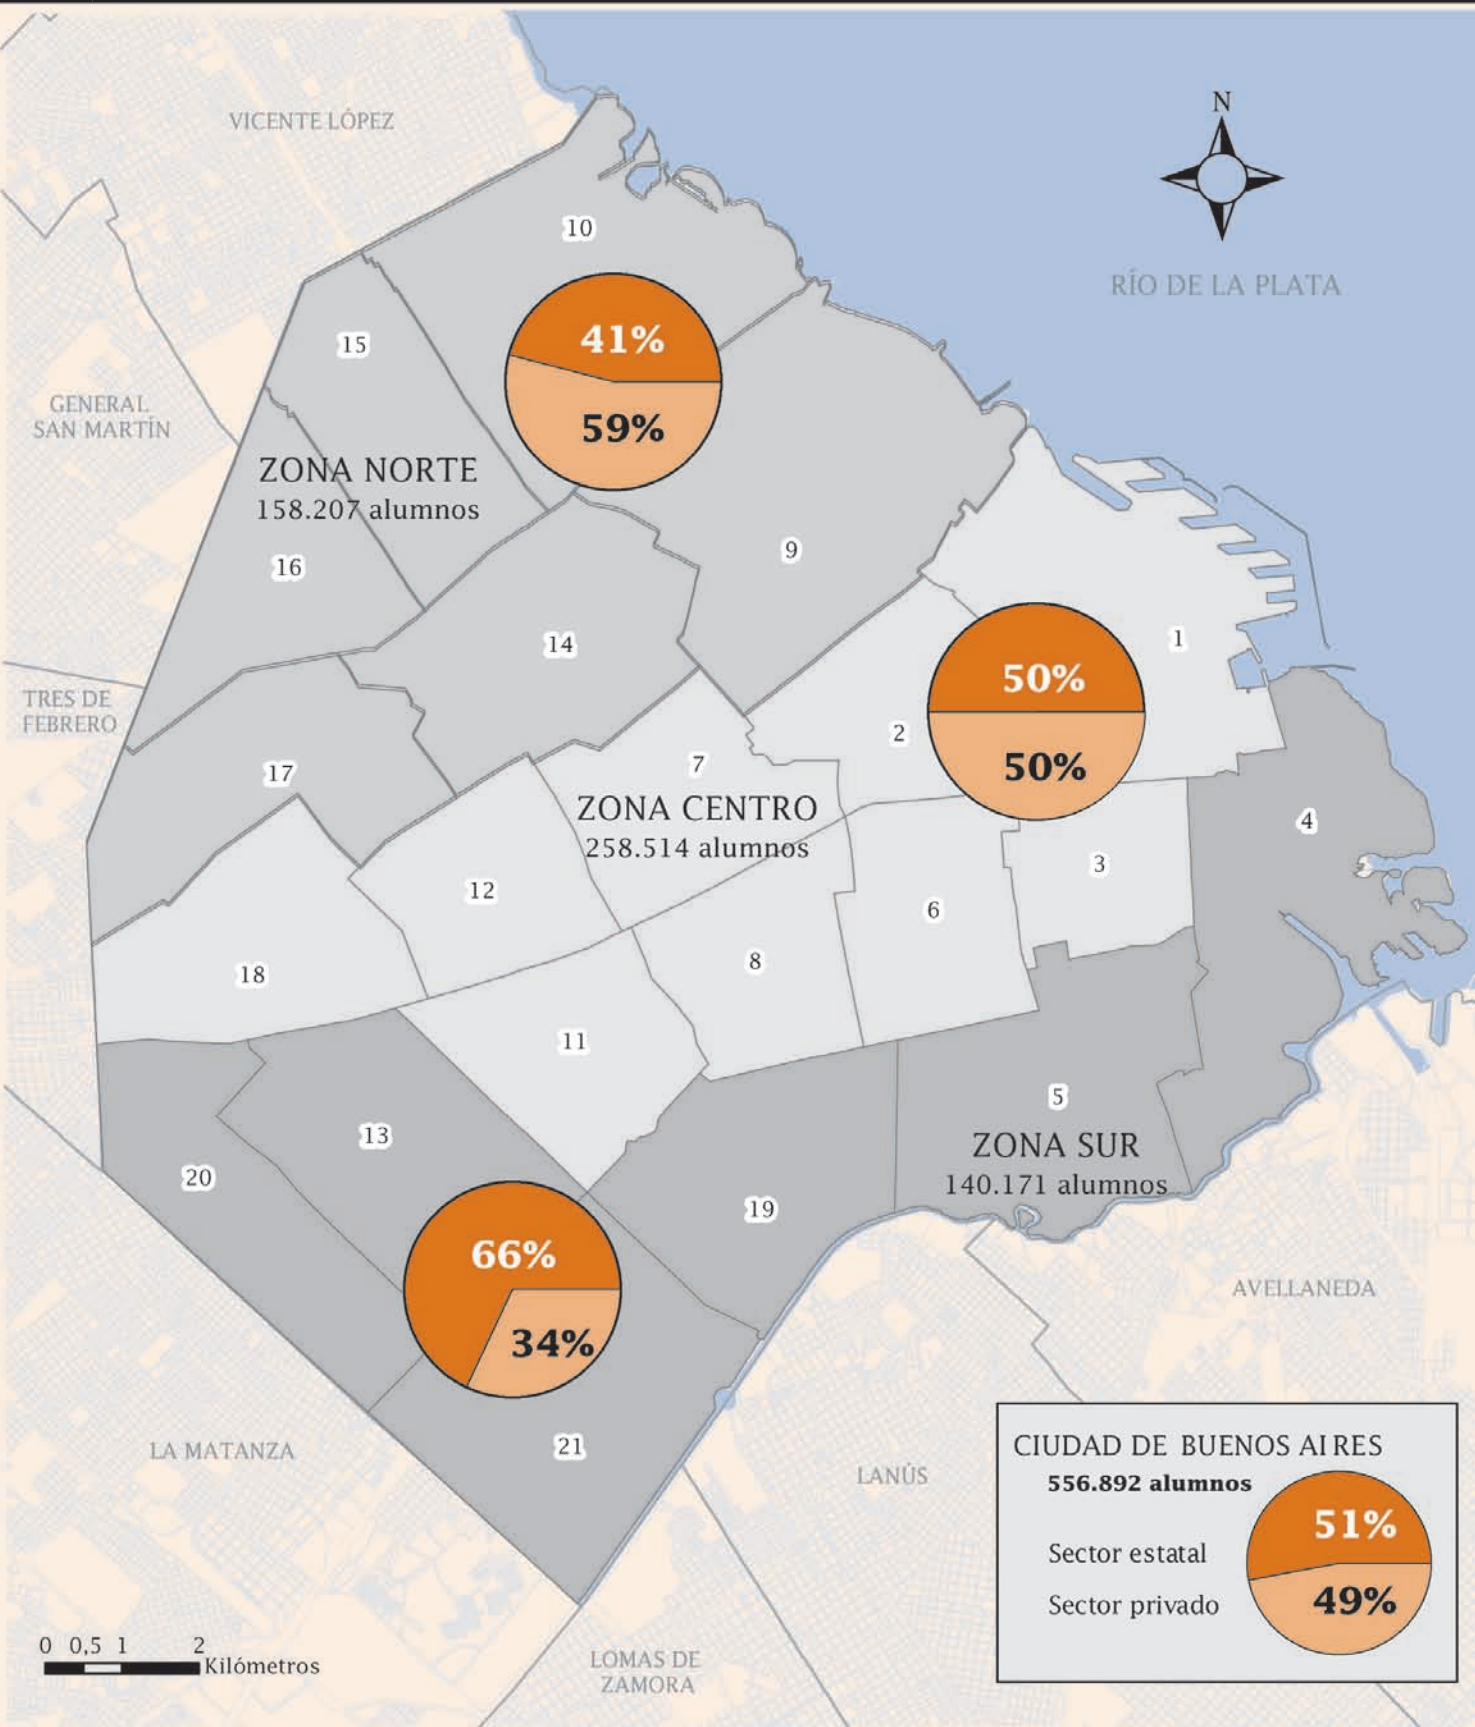 N
VICENTE LÓPEZ
10
RÍO DE LA PLATA
15
41%
59%
GENERAL
SAN MARTÍN
ZONA NORTE
158.207 alumnos
16
9
14
1
50%
50%
TRES DE
FEBRERO
2
17
7
ZONA CENTRO
258.514 alumnos
4
3
12
6
18
8
11
5
13
ZONA SUR
140.171 alumnos
20
19
66%
34%
AVELLANEDA
21
LA MATANZA
LANÚS
CIUDAD DE BUENOS AIRES
556.892 alumnos
51%
Sector estatal
49%
Sector privado
0 0,5 1 2
Kilómetros
LOMAS DE
ZAMORA